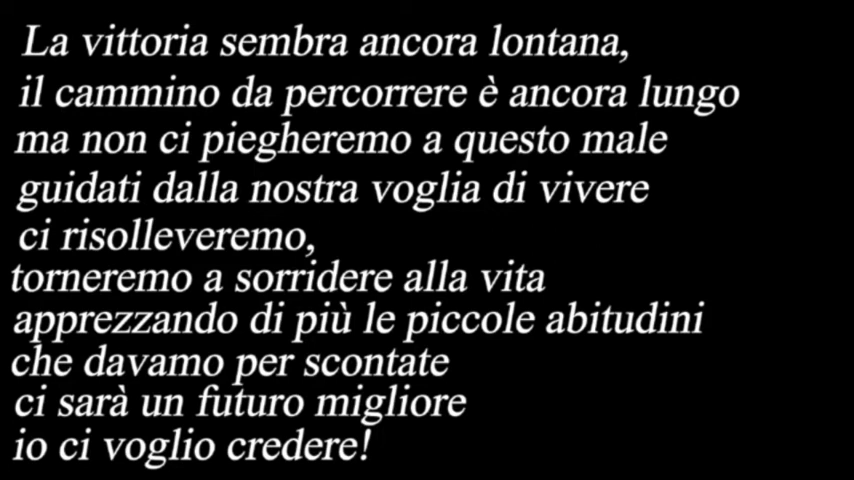 La vittoria sembra ancora lontana,
il cammino da percorrere è ancora lungo
ma non ci piegheremo a questo male
guidati dalla nostra voglia di vivere
ci risolleveremo,
torneremo a sorridere alla vita
apprezzando di più le piccole abitudini
che davamo per scontate
ci sarà un futuro migliore
io ci voglio credere!